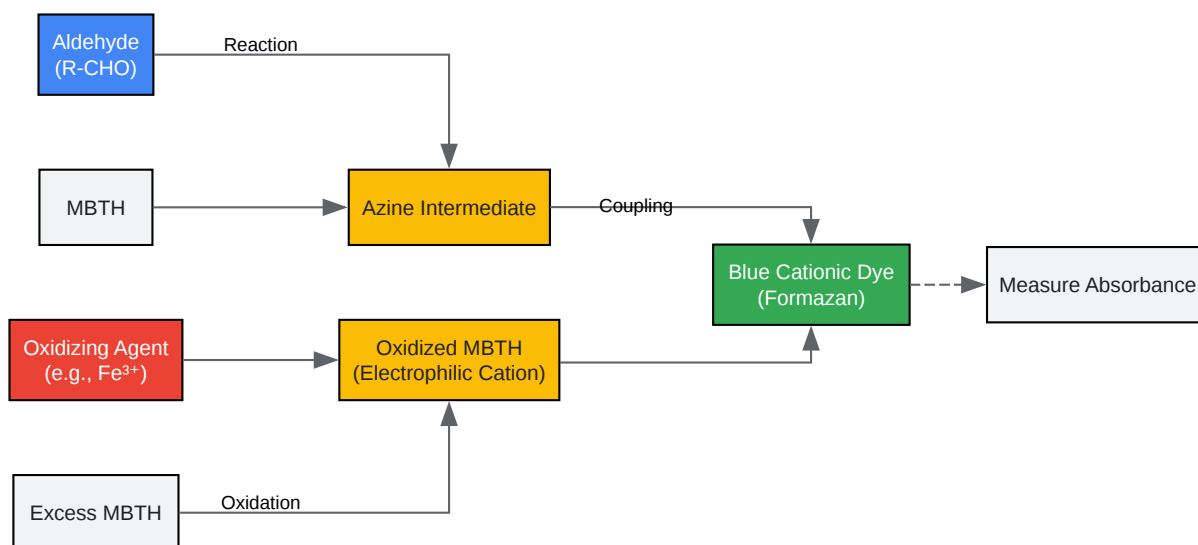 Aldehyde
(R-CHO)
Reaction
MBTH
Azine Intermediate
Coupling
Blue Cationic Dye
(Formazan)
Measure Absorbance
Oxidizing Agent
(e.g., Fe³⁺)
Oxidized MBTH
(Electrophilic Cation)
Excess MBTH
Oxidation